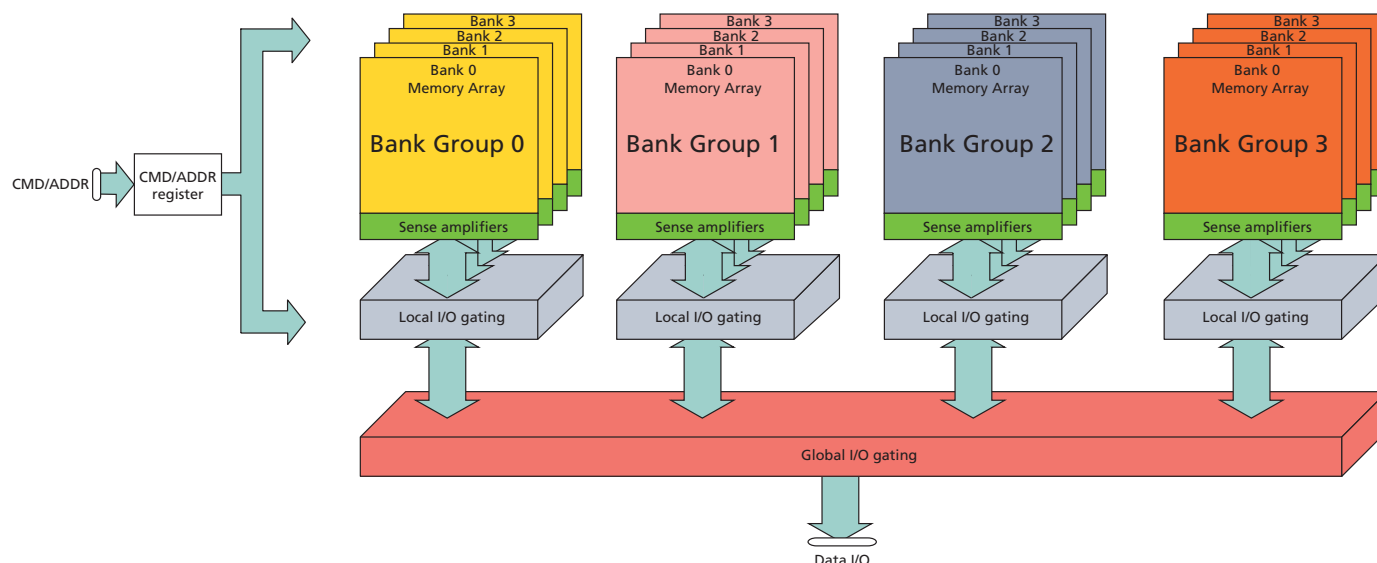 Bank 3
Bank 2
Bank 1
Bank 0
Memory Array
Bank Group 0
Sense amplifiers
Local I/O gating
Bank 3
Bank 2
Bank 1
Bank 0
Memory Array
Bank Group 1
Sense amplifiers
Local I/O gating
Bank 3
Bank 2
Bank 1
Bank 0
Memory Array
Bank Group 2
Sense amplifiers
Local I/O gating
Bank 3
Bank 2
Bank 1
Bank 0
Memory Array
Bank Group 3
Sense amplifiers
Local I/O gating
CMD/ADDR
CMD/ADDR
register
Global I/O gating
Data I/O